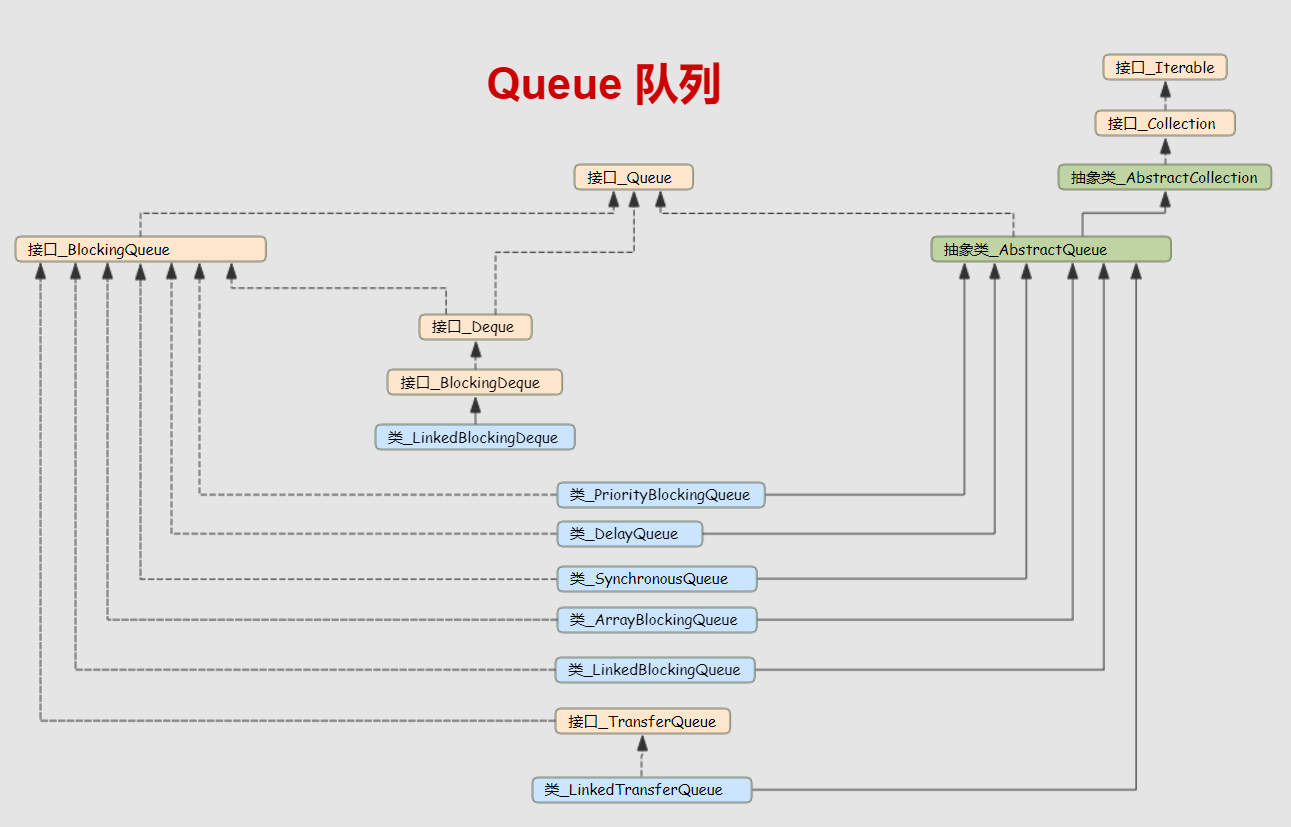 Queue 队列
接口_Iterable
接口_Collection
接口_Queue
抽象类_AbstractCollection
接口_BlockingQueue
抽象类_AbstractQueue
接口_Deque
接口_BlockingDeque
类_LinkedBlockingDeque
类_PriorityBlockingQueue
类_DelayQueue
类_SynchronousQueue
类_ArrayBlockingQueue
类_LinkedBlockingQueue
接口_TransferQueue
类_LinkedTransferQueue